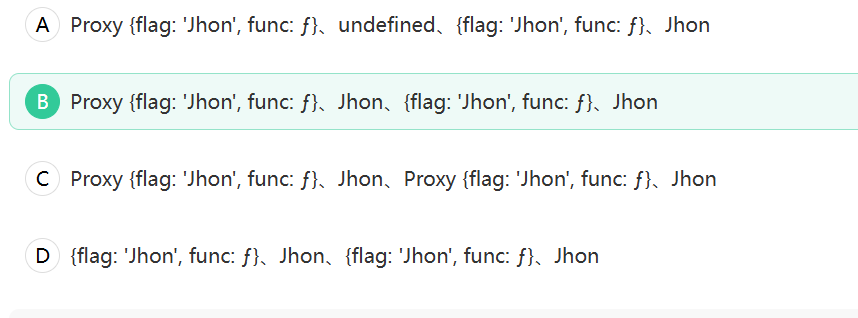 A Proxy {flag: 'Jhon', func: ƒ}、undefined、{flag: 'Jhon', func: ƒ}、Jhon
B Proxy {flag: 'Jhon', func: ƒ}、Jhon、{flag: 'Jhon', func: ƒ}、Jhon
C Proxy {flag: 'Jhon', func: ƒ}、Jhon、Proxy {flag: 'Jhon', func: ƒ}、Jhon
D {flag: 'Jhon', func: ƒ}、Jhon、{flag: 'Jhon', func: ƒ}、Jhon